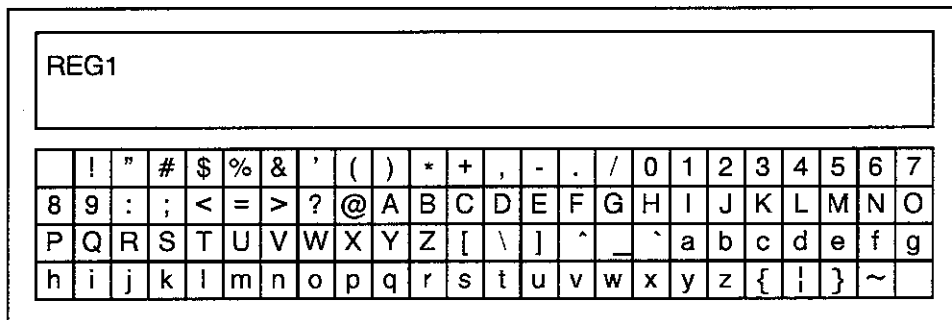 REG1
! " # $ % & ' ( ) * + , - . / 0 1 2 3 4 5 6 7
8 9 : ; < = > ? @ A B C D E F G H I J K L M N O
P Q R S T U V W X Y Z [ \ ] ^ _ ` a b c d e f g
h i j k l m n o p q r s t u v w x y z { ¦ } ~